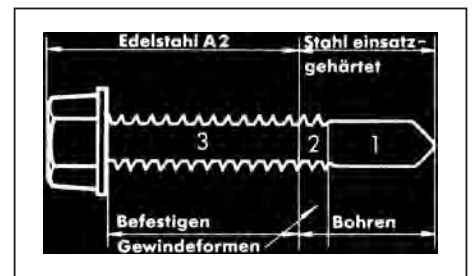 Edelstahl A2
Stahl einsatz-
gehärtet
3
2
1
Befestigen
Bohren
Gewindeformen